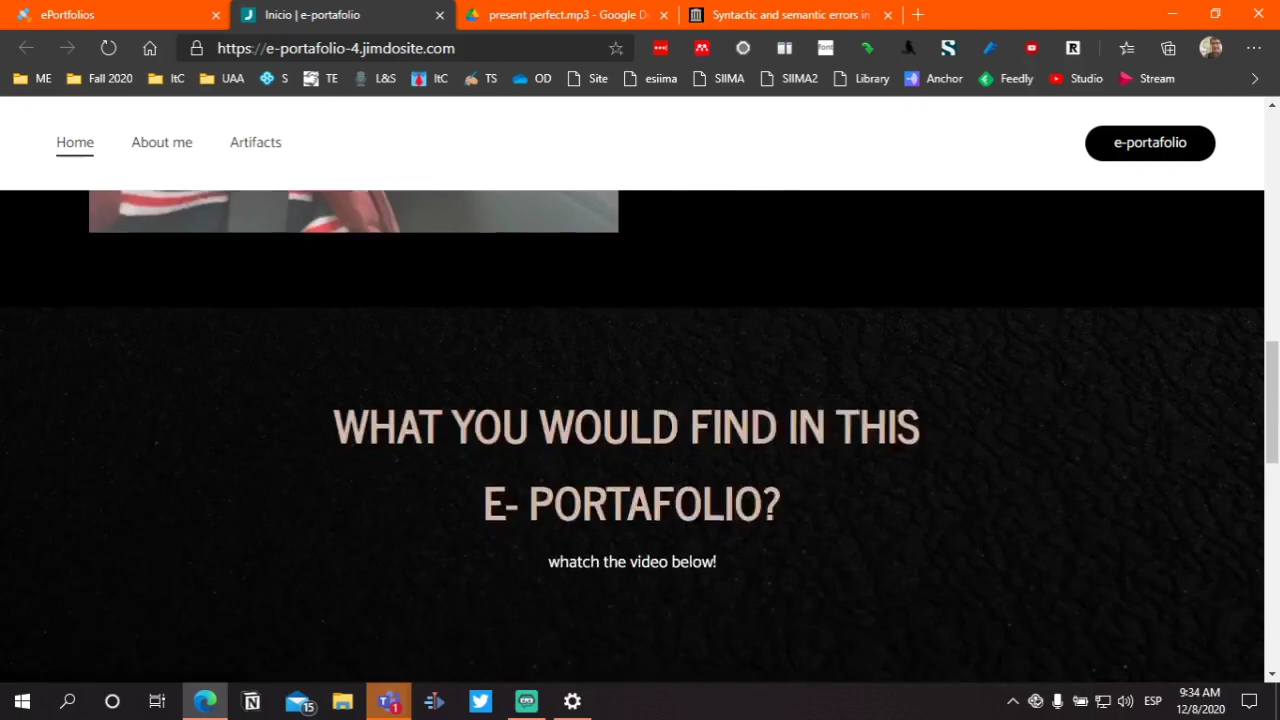 ePortfolios
Inicio | e-portafolio
present perfect.mp3 - Google D
Syntactic and semantic errors in
https://e-portafolio-4.jimdosite.com
ME
Fall 2020
ItC
UAA
S
TE
L&S
ItC
TS
OD
Site
esiima
SIIMA
SIIMA2
Library
Anchor
Feedly
Studio
Stream
Home
About me
Artifacts
e-portafolio
WHAT YOU WOULD FIND IN THIS
E- PORTAFOLIO?
whatch the video below!
15
1
ESP
9:34 AM
12/8/2020